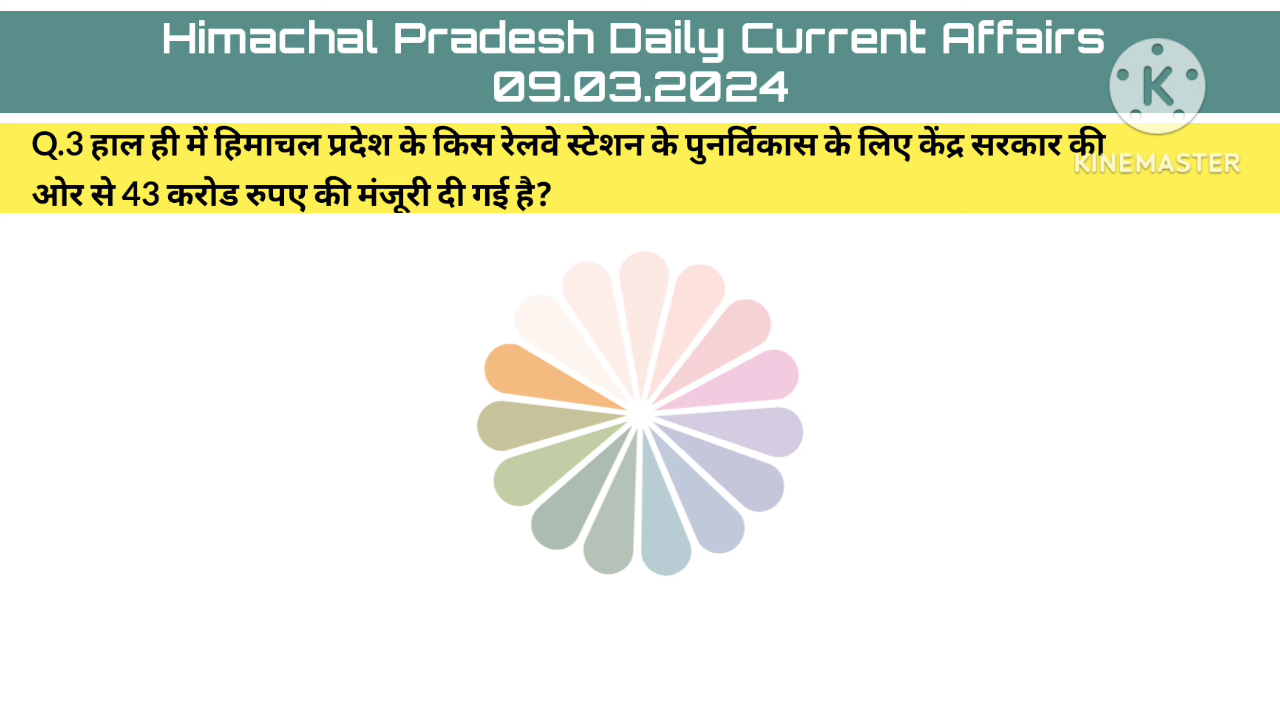 Himachal Pradesh Daily Current Affairs
09.03.2024
K
KINEMASTER
Q.3 हाल ही में हिमाचल प्रदेश के किस रेलवे स्टेशन के पुनर्विकास के लिए केंद्र सरकार की
ओर से 43 करोड रुपए की मंजूरी दी गई है?